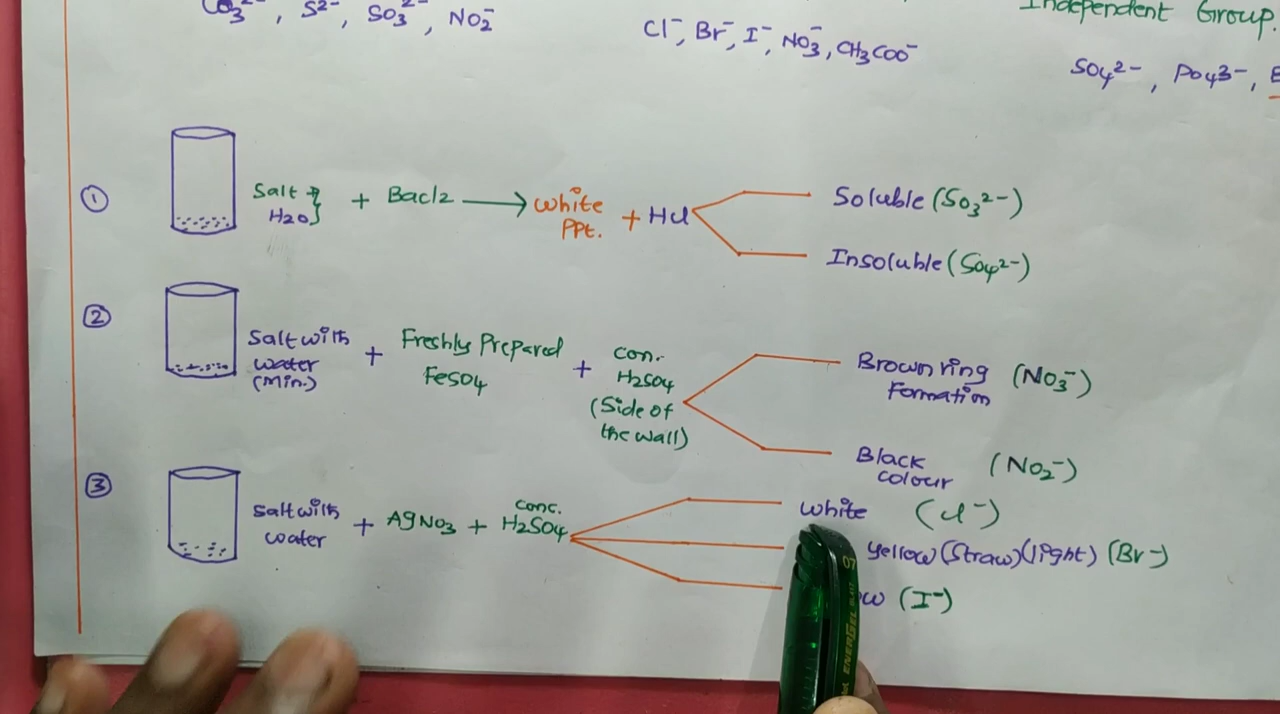 CO3^2-, S^2-, SO3^2-, NO2^-
Cl^-, Br^-, I^-, NO3^-, CH3COO^-
Independent Group.
SO4^2-, PO4^3-,
① Salt H2O } + BaCl2 → white PPt. + HCl
Soluble (SO3^2-)
Insoluble (SO4^2-)
② Salt with water (Min.) + Freshly Prepared FeSO4 + con. H2SO4 (Side of the wall)
Brown ring Formation (NO3^-)
Black colour (NO2^-)
③ Salt with water + AgNO3 + conc. H2SO4
white (Cl^-)
yellow (Straw) (light) (Br^-)
(I^-)
ENERGEL